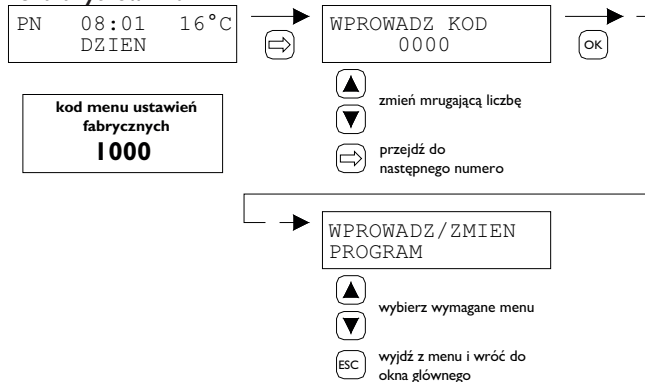 PN 08:01 16°C
DZIEN
WPROWADZ KOD
0000
OK
kod menu ustawień
fabrycznych
1000
zmień mrugającą liczbę
przejdź do
następnego numero
WPROWADZ/ZMIEN
PROGRAM
wybierz wymagane menu
ESC
wyjdź z menu i wróć do
okna głównego